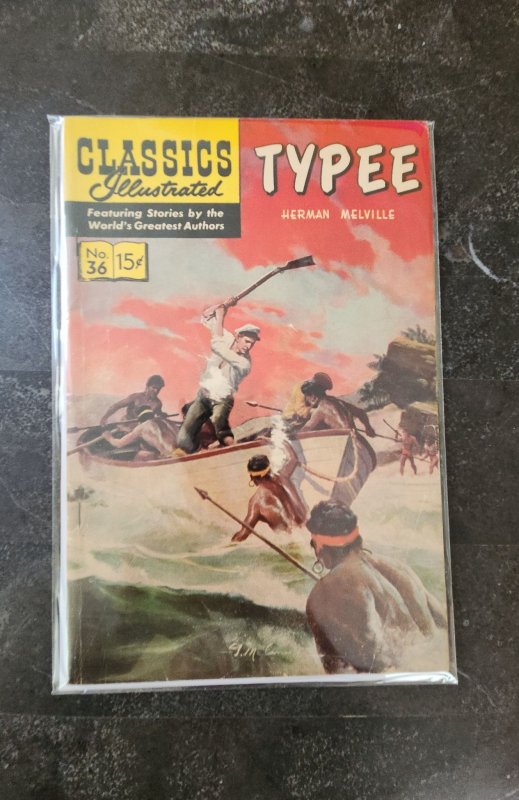 CLASSICS
Illustrated
Featuring Stories by the
World's Greatest Authors
No. 36
15¢
TYPEE
HERMAN MELVILLE